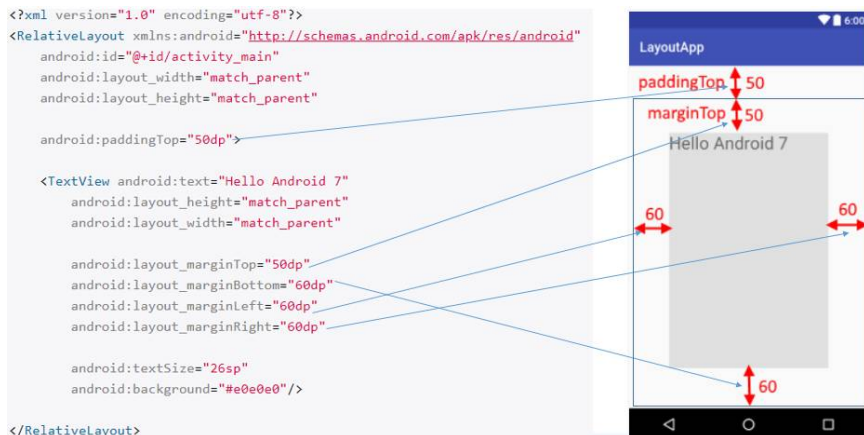 <?xml version="1.0" encoding="utf-8"?>
<RelativeLayout xmlns:android="http://schemas.android.com/apk/res/android"
android:id="@+id/activity_main"
android:layout_width="match_parent"
android:layout_height="match_parent"
android:paddingTop="50dp">
<TextView android:text="Hello Android 7"
android:layout_height="match_parent"
android:layout_width="match_parent"
android:layout_marginTop="50dp"
android:layout_marginBottom="60dp"
android:layout_marginLeft="60dp"
android:layout_marginRight="60dp"
android:textSize="26sp"
android:background="#e0e0e0"/>
</RelativeLayout>
6:00
LayoutApp
paddingTop 50
marginTop 50
Hello Android 7
60 60
60